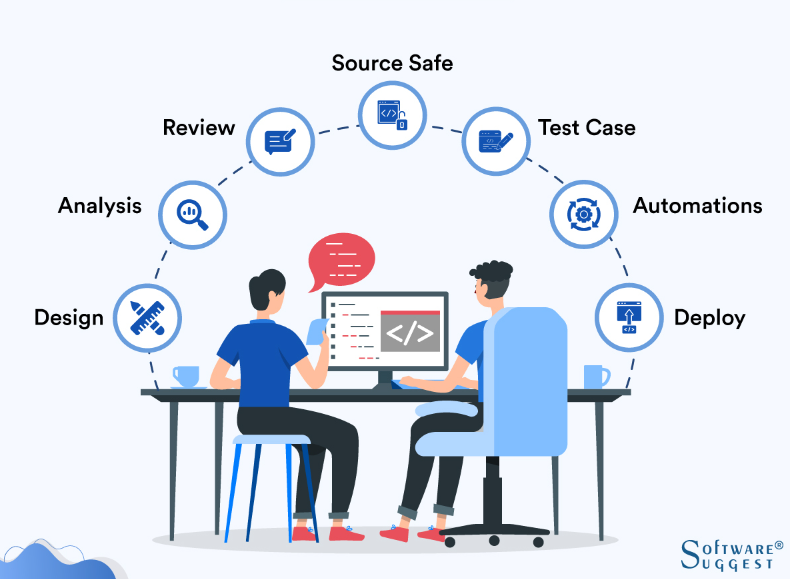 Source Safe
Review
Test Case
Analysis
Automations
Design
Deploy
</>
</>
SOFTWARE®
SUGGEST